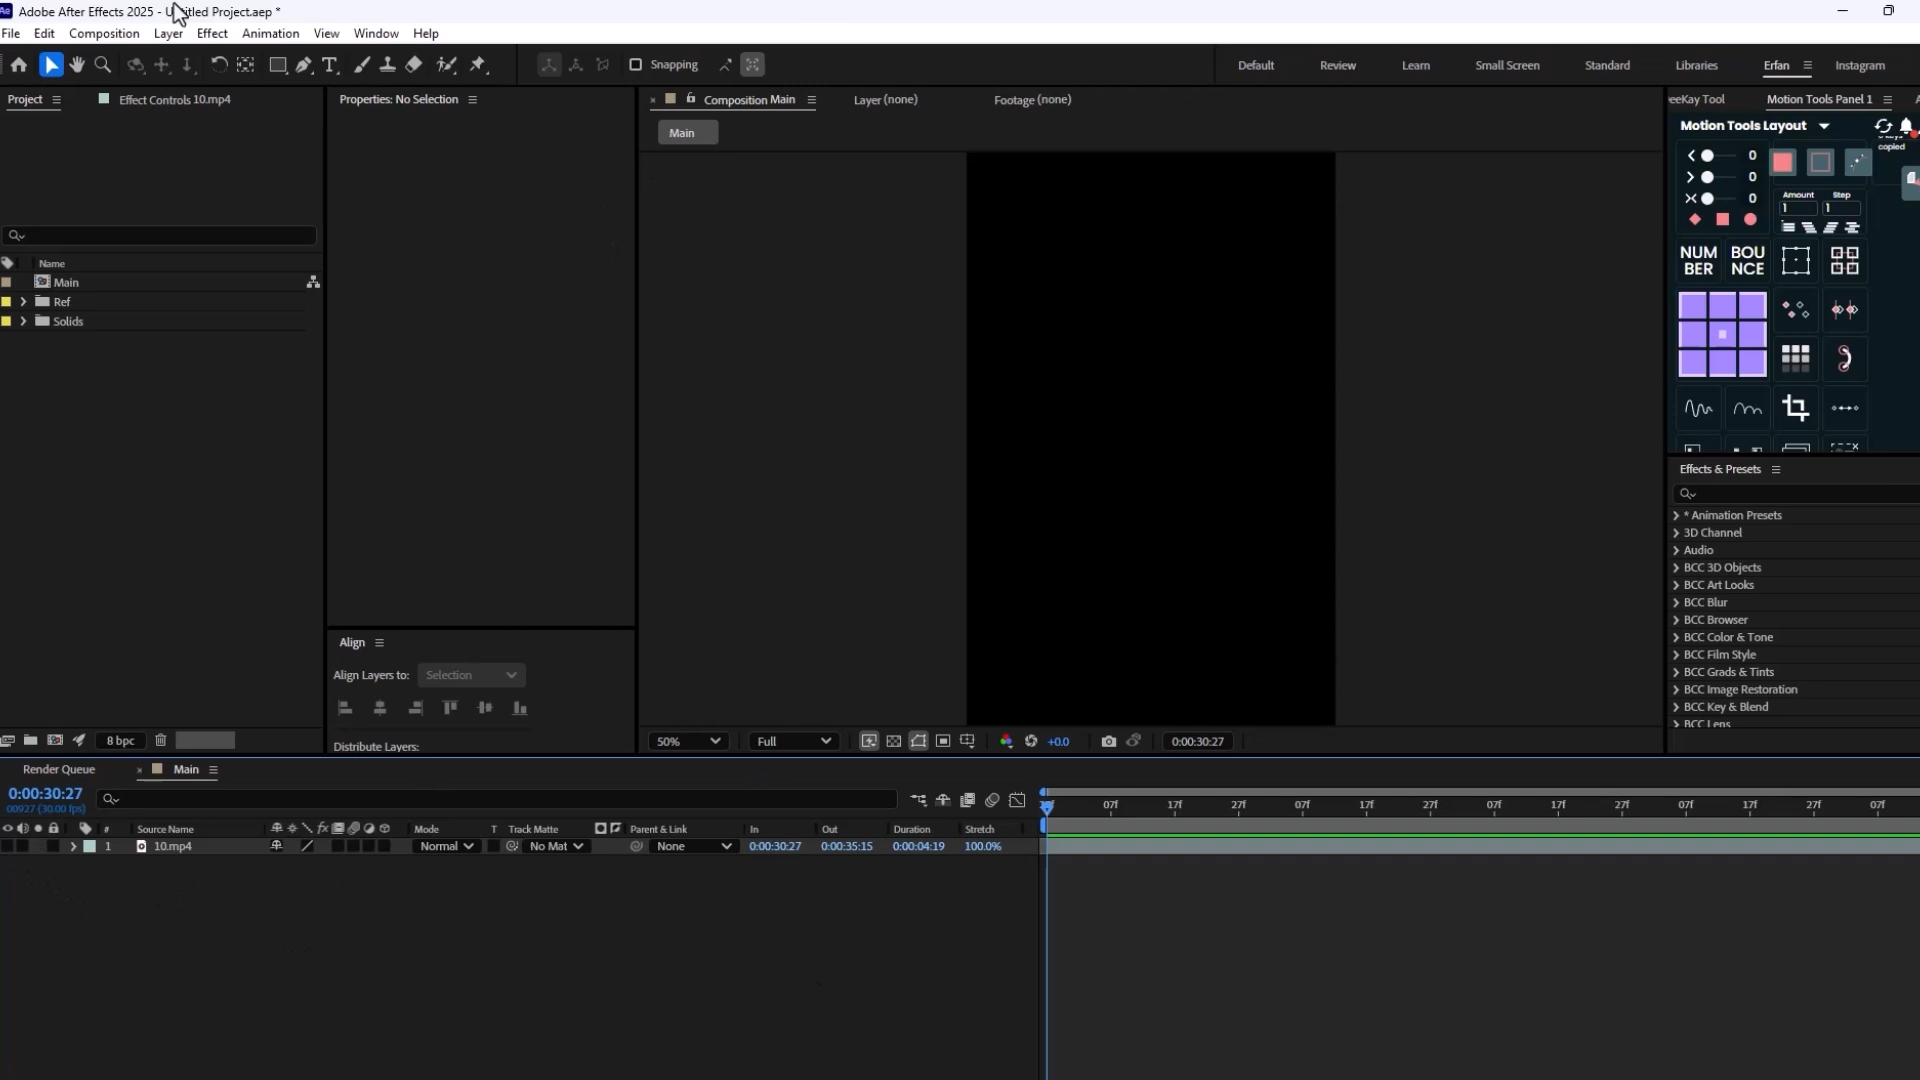 Ae Adobe After Effects 2025 - Untitled Project.aep *
File Edit Composition Layer Effect Animation View Window Help
Snapping Default Review Learn Small Screen Standard Libraries Erfan Instagram
Project Effect Controls 10.mp4
Properties: No Selection
Composition Main Layer (none) Footage (none)
Main
Name
Main
Ref
Solids
8 bpc
Align
Align Layers to: Selection
Distribute Layers:
50% Full +0.0 0:00:30:27
eeKay Tool Motion Tools Panel 1
Motion Tools Layout
copied
0
0
0
Amount Step
1 1
NUM
BER
BOU
NCE
Effects & Presets
* Animation Presets
3D Channel
Audio
BCC 3D Objects
BCC Art Looks
BCC Blur
BCC Browser
BCC Color & Tone
BCC Film Style
BCC Grads & Tints
BCC Image Restoration
BCC Key & Blend
BCC Lens
Render Queue Main
0:00:30:27
00927 (30.00 fps)
07f 17f 27f 07f 17f 27f 07f 17f 27f 07f 17f 27f 07f
# Source Name Mode T Track Matte Parent & Link In Out Duration Stretch
1 10.mp4 Normal No Mat None 0:00:30:27 0:00:35:15 0:00:04:19 100.0%